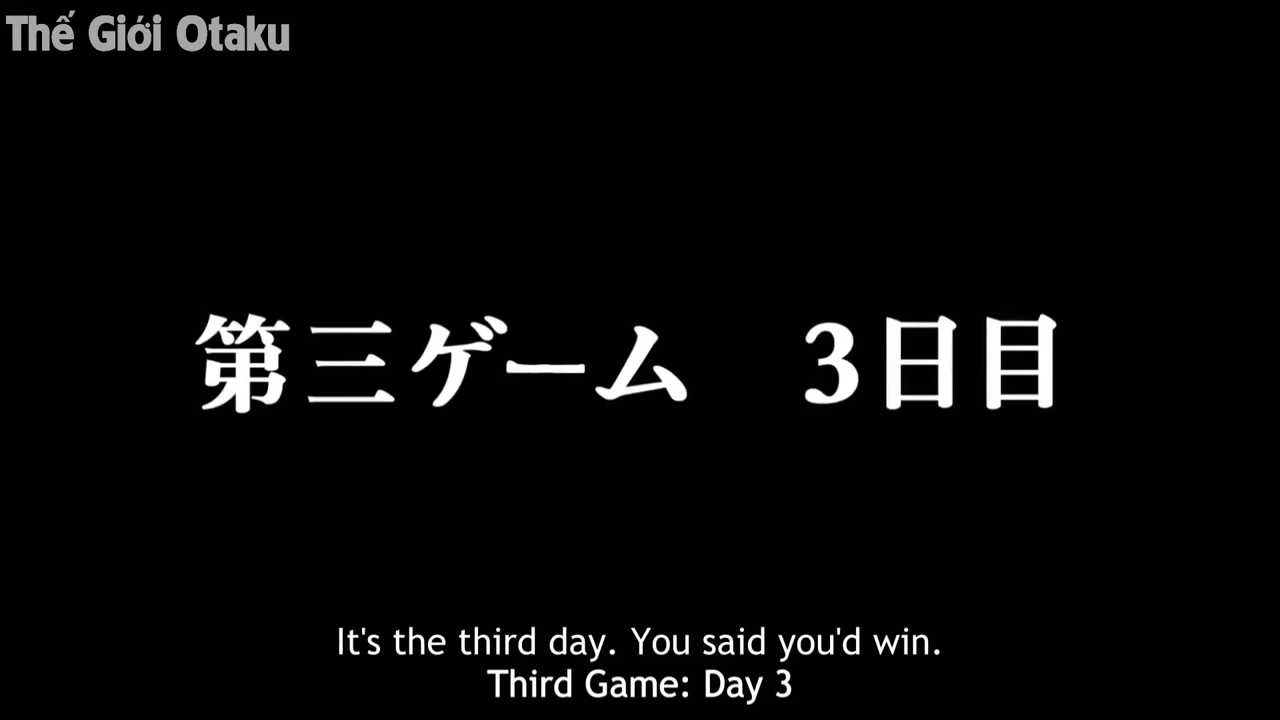 Thế Giới Otaku
第三ゲーム　3日目
It's the third day. You said you'd win.
Third Game: Day 3